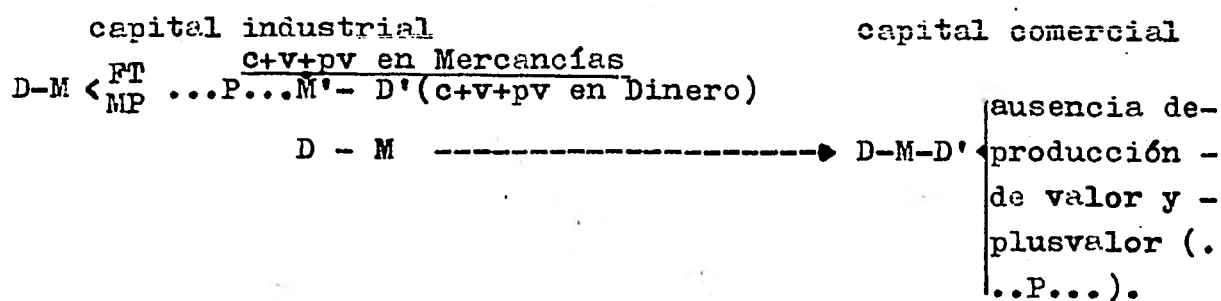 capital industrial capital comercial
c+v+pv en Mercancías
D-M < FT
MP ...P...M'- D'(c+v+pv en Dinero)
ausencia de-
D - M ----------------------> D-M-D' producción -
de valor y -
plusvalor (.
..P...).